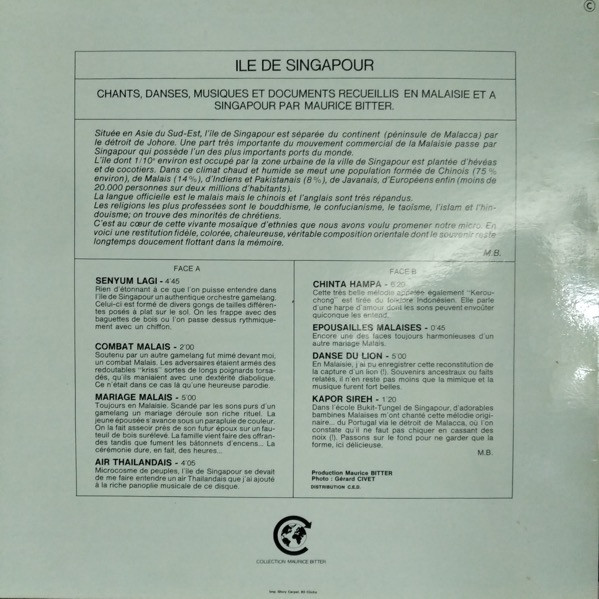 ©
ILE DE SINGAPOUR
CHANTS, DANSES, MUSIQUES ET DOCUMENTS RECUEILLIS EN MALAISIE ET A
SINGAPOUR PAR MAURICE BITTER.
Située en Asie du Sud-Est, l'île de Singapour est séparée du continent (péninsule de Malacca) par
le détroit de Johore. Une part très importante du mouvement commercial de la Malaisie passe par
Singapour qui possède l'un des plus importants ports du monde.
L'île dont 1/10e environ est occupé par la zone urbaine de la ville de Singapour est plantée d'hévéas
et de cocotiers. Dans ce climat chaud et humide se meut une population formée de Chinois (75 %
environ), de Malais (14 %), d'Indiens et Pakistanais (8 %), de Javanais, d'Européens enfin (moins de
20.000 personnes sur deux millions d'habitants).
La langue officielle est le malais mais le chinois et l'anglais sont très répandus.
Les religions les plus professées sont le bouddhisme, le confucianisme, le taoïsme, l'islam et l'hin-
douisme; on trouve des minorités de chrétiens.
C'est au cœur de cette vivante mosaïque d'ethnies que nous avons voulu promener notre micro. En
voici une restitution fidèle, colorée, chaleureuse, véritable composition orientale dont le souvenir reste
longtemps doucement flottant dans la mémoire.
M.B.
FACE A
SENYUM LAGI - 4'45
Rien d'étonnant à ce que l'on puisse entendre dans
l'île de Singapour un authentique orchestre gamelang.
Celui-ci est formé de divers gongs de tailles différen-
tes posés à plat sur le sol. On les frappe avec des
baguettes de bois ou l'on passe dessus rythmique-
ment avec un chiffon.
COMBAT MALAIS - 2'00
Soutenu par un autre gamelang fut mimé devant moi,
un combat Malais. Les adversaires étaient armés des
redoutables "kriss" sortes de longs poignards torsa-
dés, qu'ils maniaient avec une dextérité diabolique.
Ce n'était dans ce cas là qu'une heureuse parodie.
MARIAGE MALAIS - 5'00
Toujours en Malaisie. Scandé par les sons purs d'un
gamelang un mariage déroule son riche rituel. La
jeune épousée s'avance sous un parapluie de couleur.
On la fait asseoir près de son futur époux sur un fau-
teuil de bois surélevé. La famille vient faire des offran-
des tandis que fument les bâtonnets d'encens... La
cérémonie dure, en fait, des heures...
AIR THAILANDAIS - 4'05
Microcosme de peuples, l'île de Singapour se devait
de me faire entendre un air Thaïlandais que j'ai ajouté
à la riche panoplie musicale de ce disque.
FACE B
CHINTA HAMPA - 6'20
Cette très belle mélodie appelée également "Kerou-
chong" est tirée du folklore Indonésien. Elle parle
d'une harpe d'amour dont les sons peuvent envoûter
quiconque les entend.
EPOUSAILLES MALAISES - 0'45
Encore une des faces toujours harmonieuses d'un
autre mariage Malais.
DANSE DU LION - 5'00
En Malaisie, j'ai pu enregistrer cette reconstitution de
la capture d'un lion (!). Souvenirs ancestraux ou faits
relatés, il n'en reste pas moins que la mimique et la
musique furent fort belles.
KAPOR SIREH - 1'20
Dans l'école Bukit-Tungel de Singapour, d'adorables
bambines Malaises m'ont chanté cette mélodie origi-
naire... du Portugal via le détroit de Malacca, où l'on
constate qu'il ne faut pas chiquer en cassant des
noix (!). Passons sur le fond pour ne garder que la
forme, ici délicieuse.
M.B.
Production Maurice BITTER
Photo : Gérard CIVET
DISTRIBUTION C.E.D.
COLLECTION MAURICE BITTER